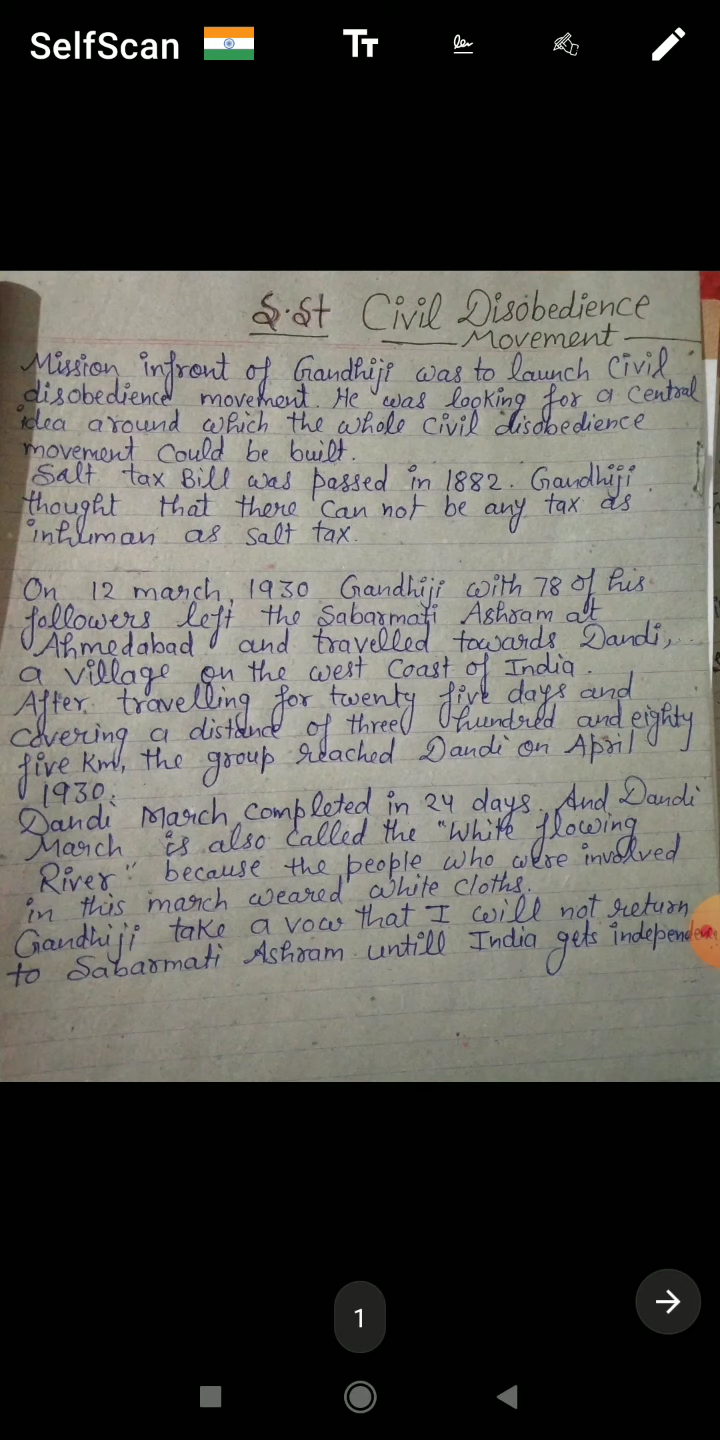 SelfScan
S.St Civil Disobedience
Movement
Mission infront of Gandhiji was to launch Civil
disobedience movement. He was looking for a central
idea around which the whole civil disobedience
movement could be built.
Salt tax Bill was passed in 1882. Gandhiji
thought that there can not be any tax as
inhuman as salt tax.
On 12 march, 1930 Gandhiji with 78 of his
followers left the Sabarmati Ashram at
Ahmedabad and travelled towards Dandi,
a village on the west coast of India.
After travelling for twenty five days and
covering a distance of three hundred and eighty
five Km, the group reached Dandi on April
1930.
Dandi March completed in 24 days. And Dandi
March is also called the "White flowing
River" because the people who were involved
in this march weared white cloths.
Gandhiji take a vow that I will not return
to Sabarmati Ashram untill India gets independence
1